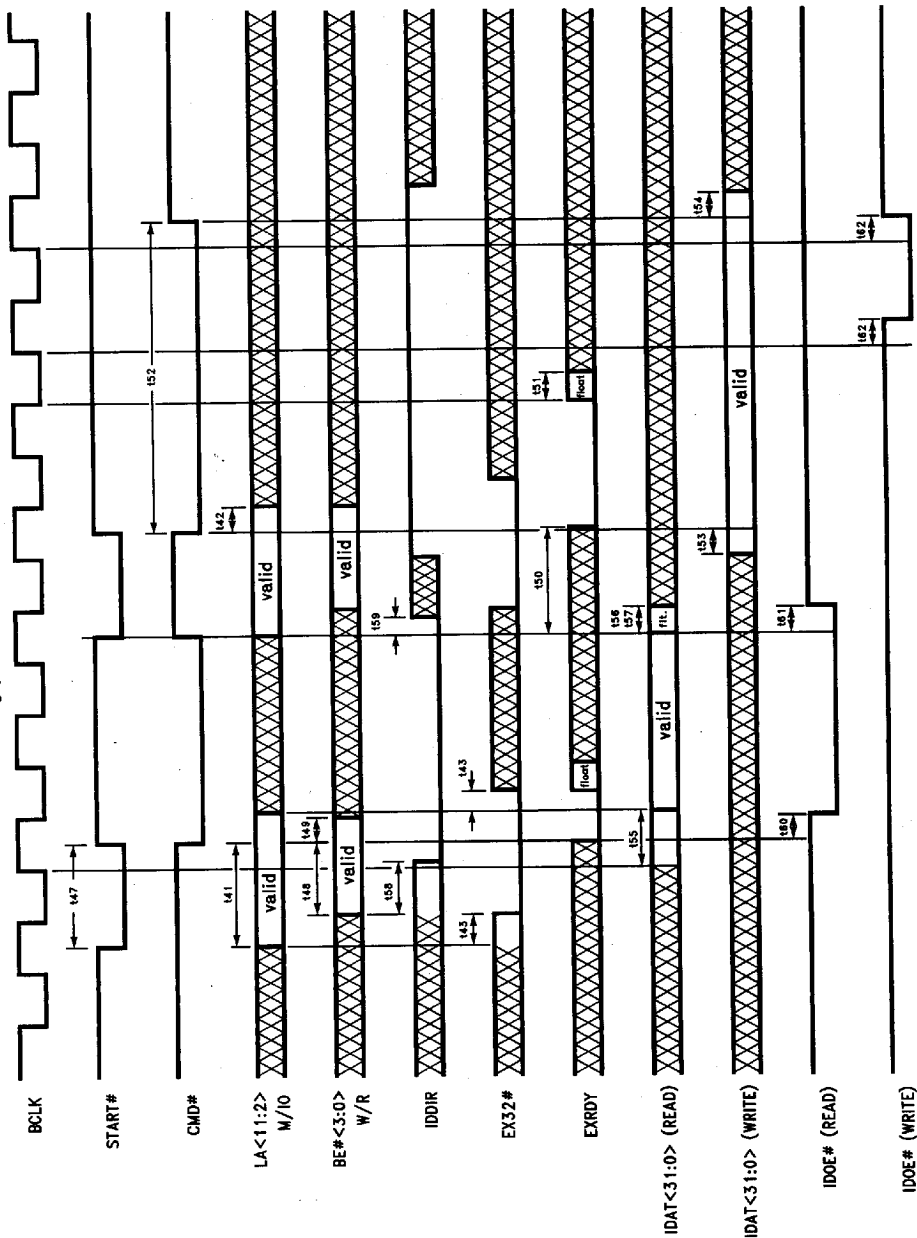 BCLK
t47
START#
t52
CMD#
t41 t42
LA<11:2> valid valid
M/IO
t48 t49
BE#<3:0> valid valid
W/R
t58 t59
IDDIR
t43 t43
EX32#
t50 t51
EXRDY float float
t55 t56
t57
IDAT<31:0> (READ) valid flt.
t53 t54
IDAT<31:0> (WRITE) valid
t60 t61
IDOE# (READ)
t62 t62
IDOE# (WRITE)